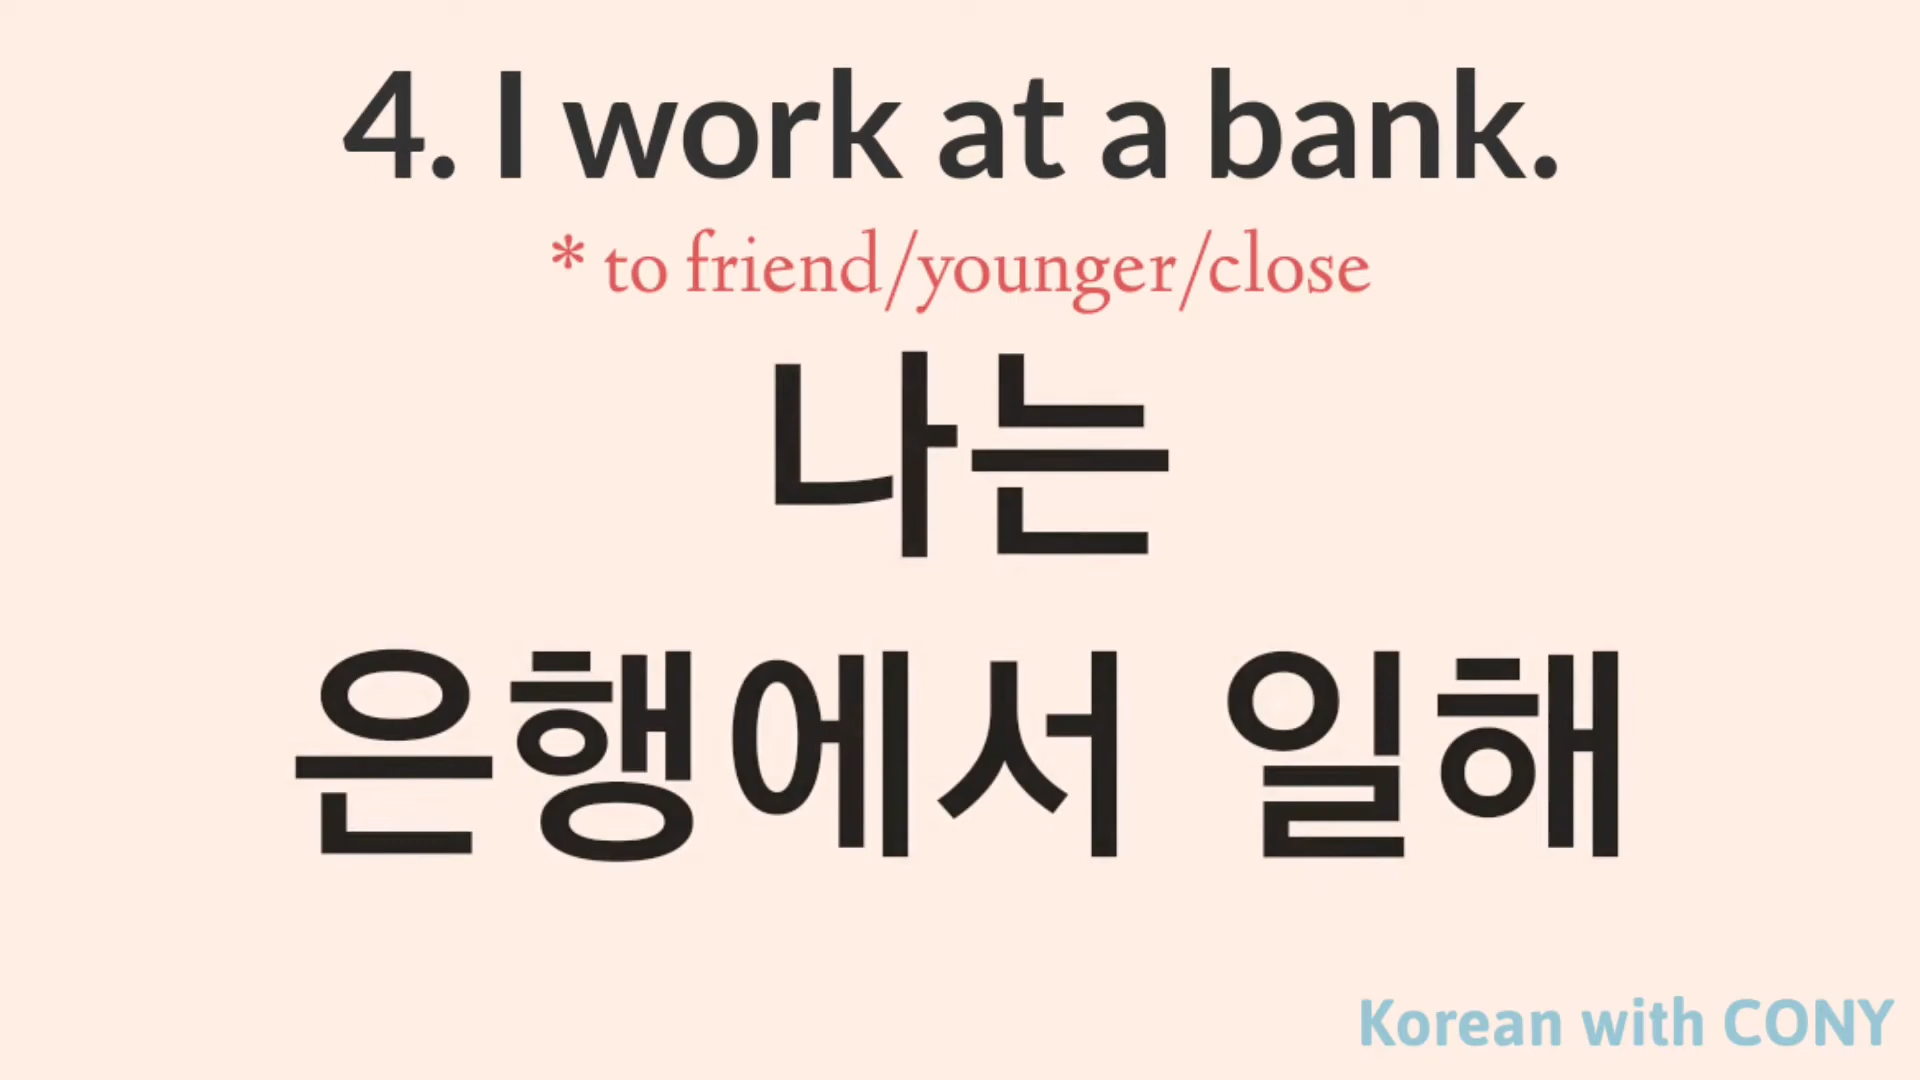 4. I work at a bank.
* to friend/younger/close
나는
은행에서 일해
Korean with CONY